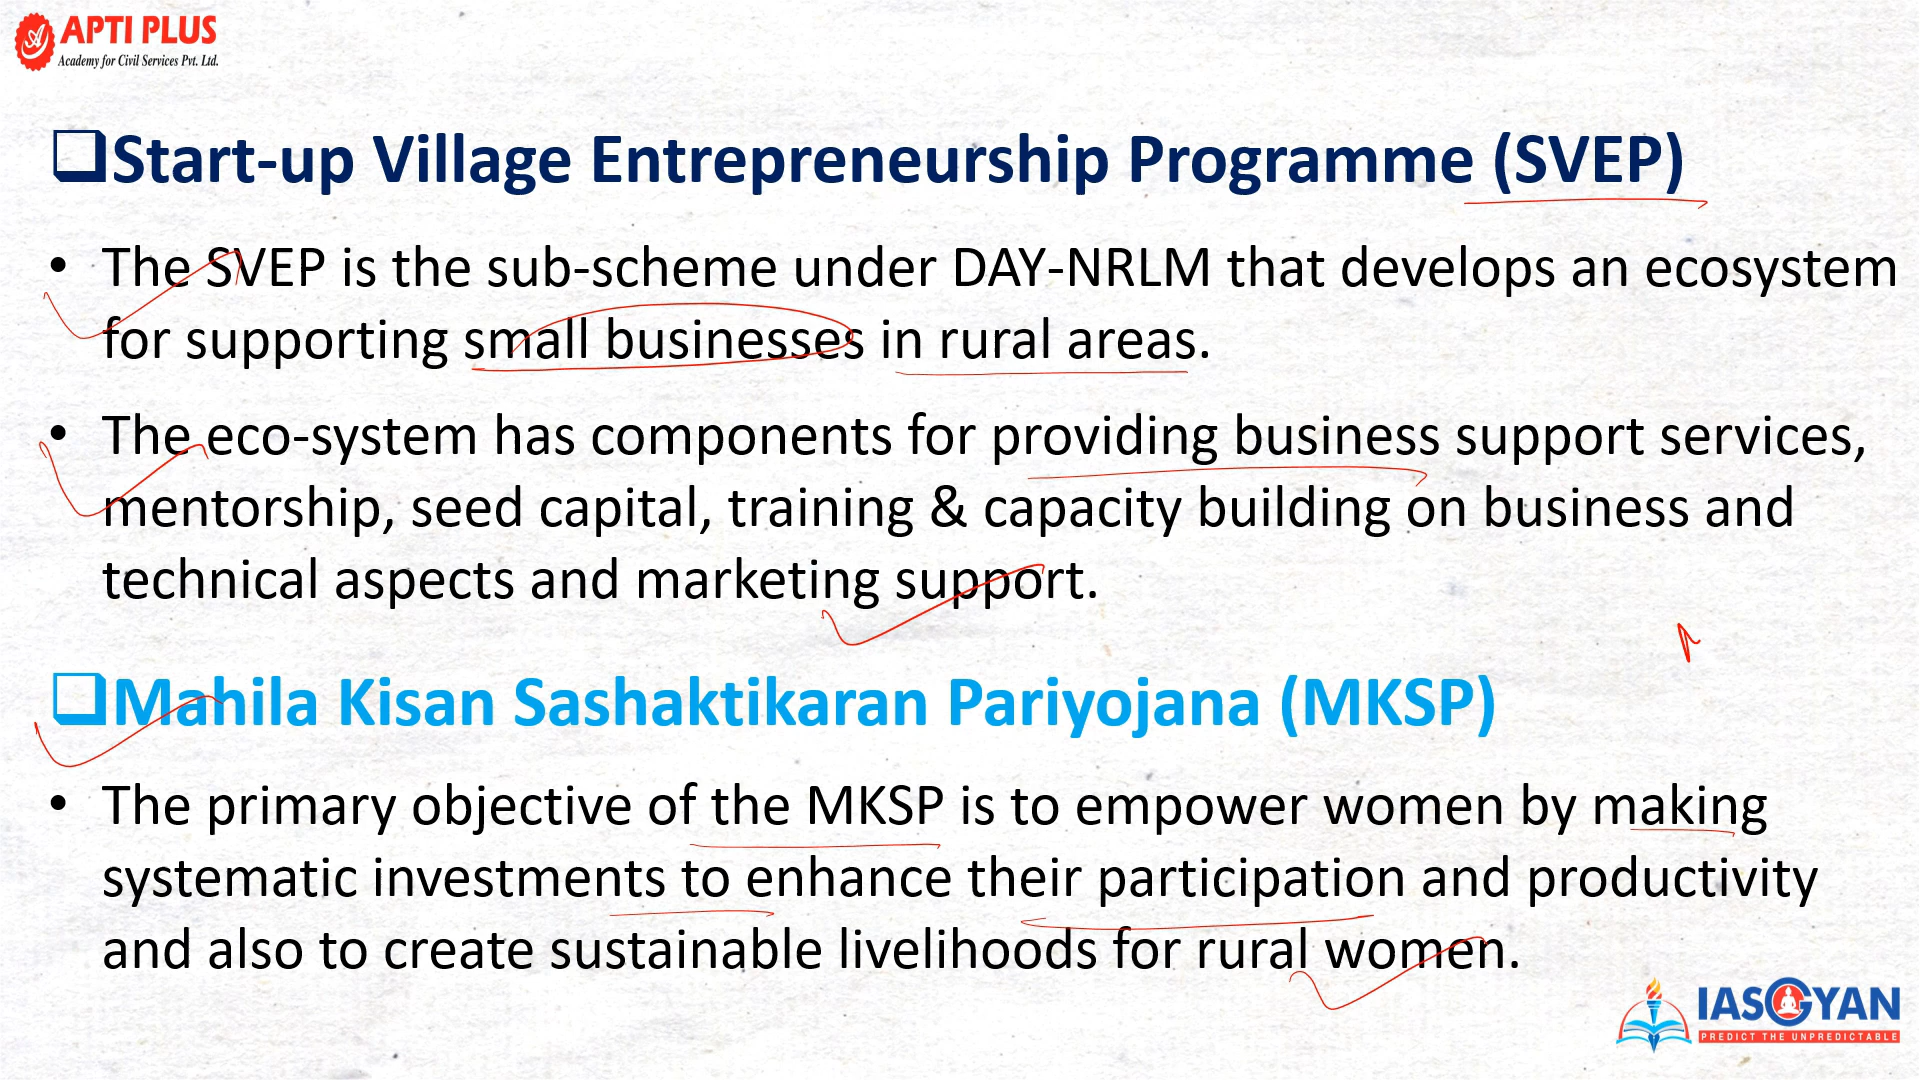 APTI PLUS
Academy for Civil Services Pvt. Ltd.
❑Start-up Village Entrepreneurship Programme (SVEP)
• The SVEP is the sub-scheme under DAY-NRLM that develops an ecosystem
for supporting small businesses in rural areas.
• The eco-system has components for providing business support services,
mentorship, seed capital, training & capacity building on business and
technical aspects and marketing support.
❑Mahila Kisan Sashaktikaran Pariyojana (MKSP)
• The primary objective of the MKSP is to empower women by making
systematic investments to enhance their participation and productivity
and also to create sustainable livelihoods for rural women.
IASGYAN
PREDICT THE UNPREDICTABLE